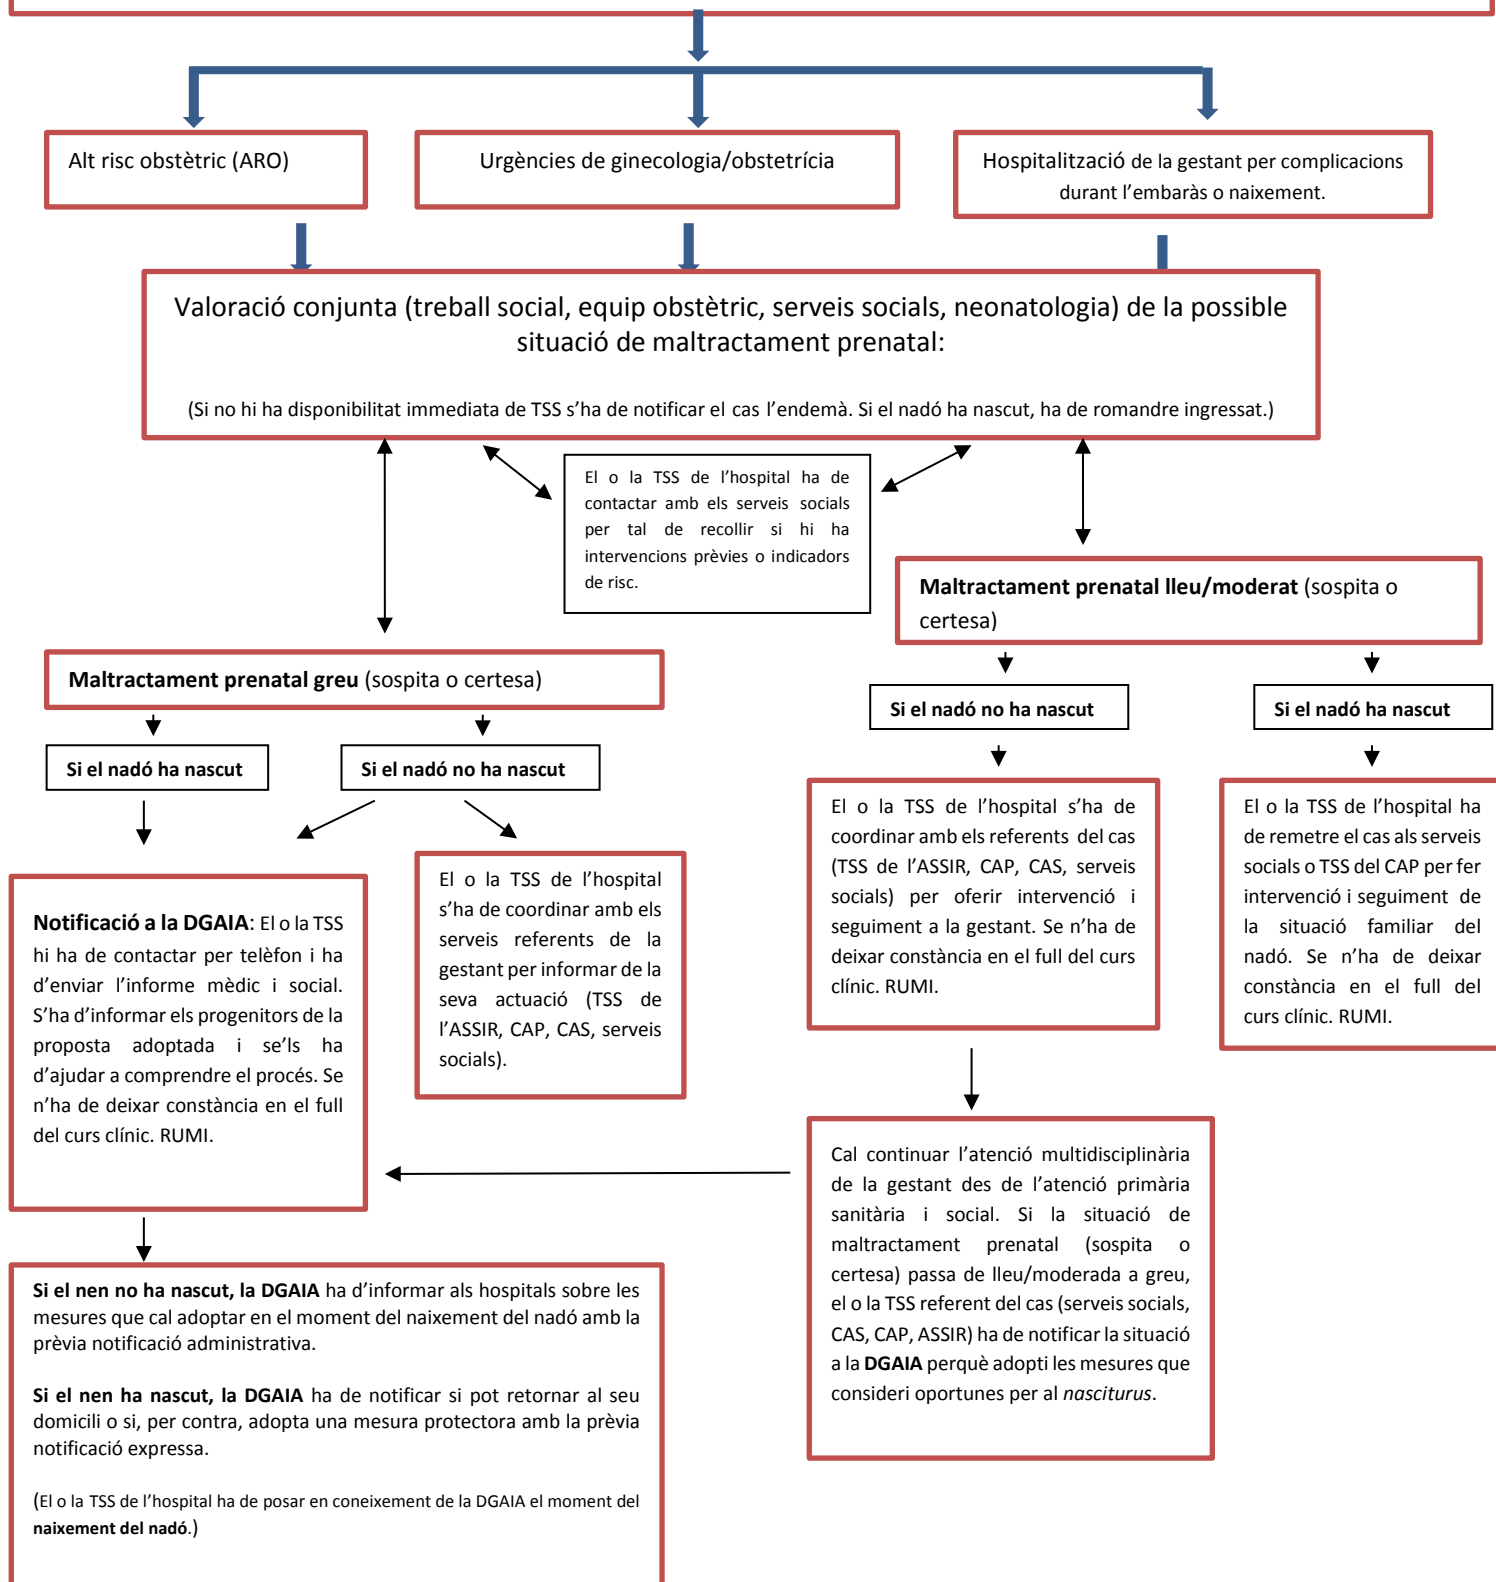 Alt risc obstètric (ARO)
Urgències de ginecologia/obstetrícia
Hospitalització de la gestant per complicacions
durant l’embaràs o naixement.
Valoració conjunta (treball social, equip obstètric, serveis socials, neonatologia) de la possible
situació de maltractament prenatal:
(Si no hi ha disponibilitat immediata de TSS s’ha de notificar el cas l’endemà. Si el nadó ha nascut, ha de romandre ingressat.)
El o la TSS de l’hospital ha de
contactar amb els serveis socials
per tal de recollir si hi ha
intervencions prèvies o indicadors
de risc.
Maltractament prenatal lleu/moderat (sospita o
certesa)
Maltractament prenatal greu (sospita o certesa)
Si el nadó no ha nascut
Si el nadó ha nascut
Si el nadó ha nascut
Si el nadó no ha nascut
El o la TSS de l’hospital s’ha de
coordinar amb els referents del cas
(TSS de l’ASSIR, CAP, CAS, serveis
socials) per oferir intervenció i
seguiment a la gestant. Se n’ha de
deixar constància en el full del curs
clínic. RUMI.
El o la TSS de l’hospital ha
de remetre el cas als serveis
socials o TSS del CAP per fer
intervenció i seguiment de
la situació familiar del
nadó. Se n’ha de deixar
constància en el full del
curs clínic. RUMI.
El o la TSS de l’hospital
s’ha de coordinar amb els
serveis referents de la
gestant per informar de la
seva actuació (TSS de
l’ASSIR, CAP, CAS, serveis
socials).
Notificació a la DGAIA: El o la TSS
hi ha de contactar per telèfon i ha
d’enviar l’informe mèdic i social.
S’ha d’informar els progenitors de la
proposta adoptada i se’ls ha
d’ajudar a comprendre el procés. Se
n’ha de deixar constància en el full
del curs clínic. RUMI.
Cal continuar l’atenció multidisciplinària
de la gestant des de l’atenció primària
sanitària i social. Si la situació de
maltractament prenatal (sospita o
certesa) passa de lleu/moderada a greu,
el o la TSS referent del cas (serveis socials,
CAS, CAP, ASSIR) ha de notificar la situació
a la DGAIA perquè adopti les mesures que
consideri oportunes per al nasciturus.
Si el nen no ha nascut, la DGAIA ha d’informar als hospitals sobre les
mesures que cal adoptar en el moment del naixement del nadó amb la
prèvia notificació administrativa.
Si el nen ha nascut, la DGAIA ha de notificar si pot retornar al seu
domicili o si, per contra, adopta una mesura protectora amb la prèvia
notificació expressa.
(El o la TSS de l’hospital ha de posar en coneixement de la DGAIA el moment del
naixement del nadó.)